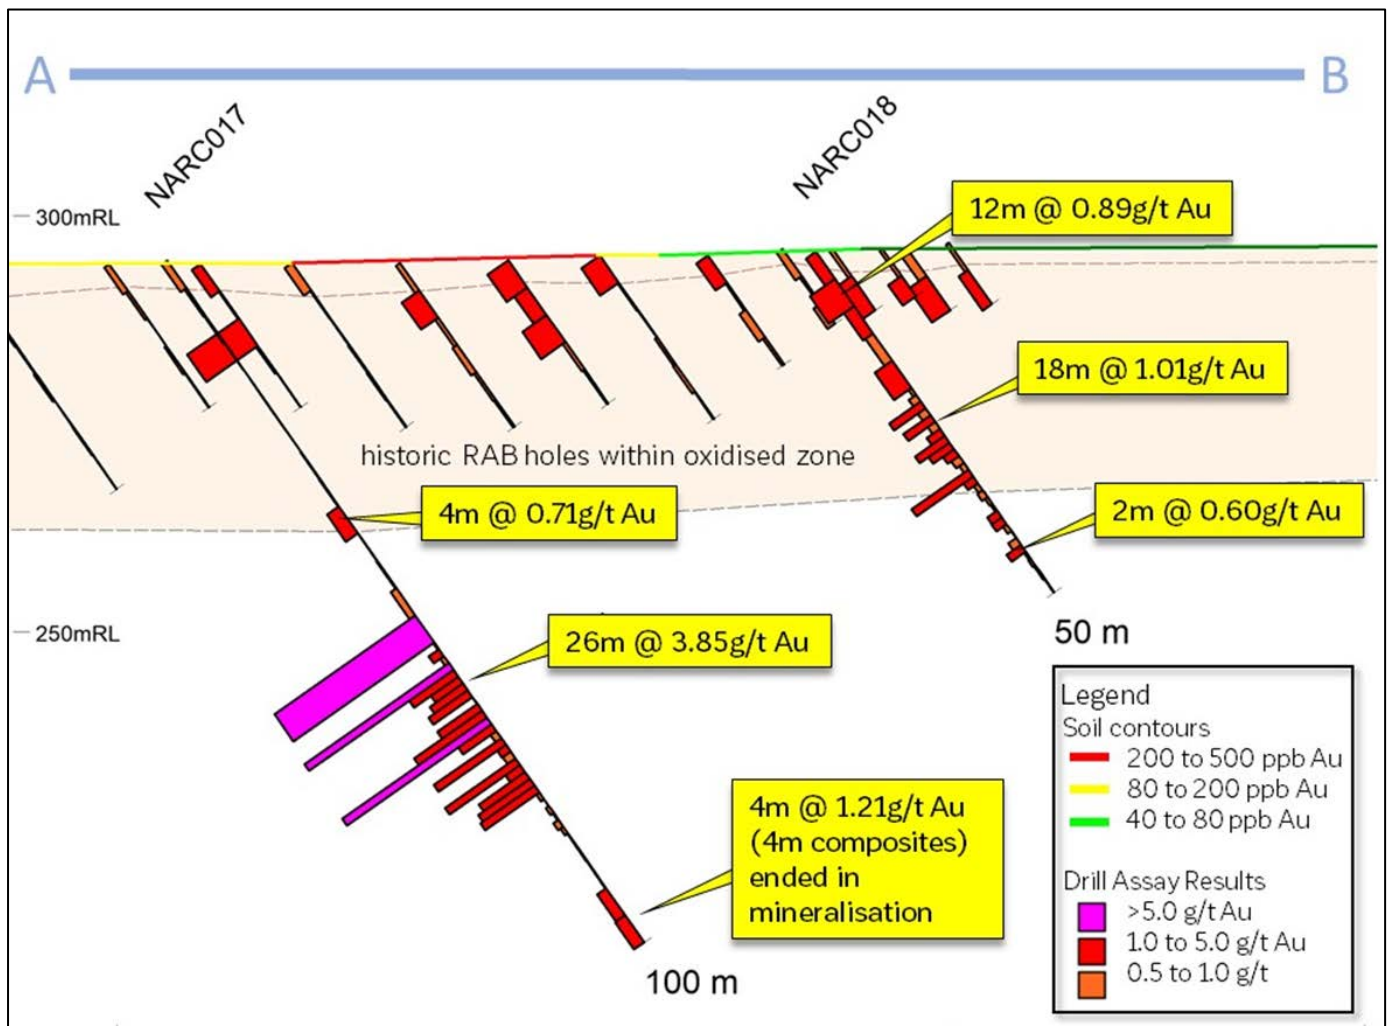 A
B
NARC017
NARC018
300mRL
12m @ 0.89g/t Au
18m @ 1.01g/t Au
historic RAB holes within oxidised zone
4m @ 0.71g/t Au
2m @ 0.60g/t Au
250mRL
26m @ 3.85g/t Au
50 m
4m @ 1.21g/t Au
(4m composites)
ended in
mineralisation
100 m
Legend
Soil contours
200 to 500 ppb Au
80 to 200 ppb Au
40 to 80 ppb Au
Drill Assay Results
>5.0 g/t Au
1.0 to 5.0 g/t Au
0.5 to 1.0 g/t